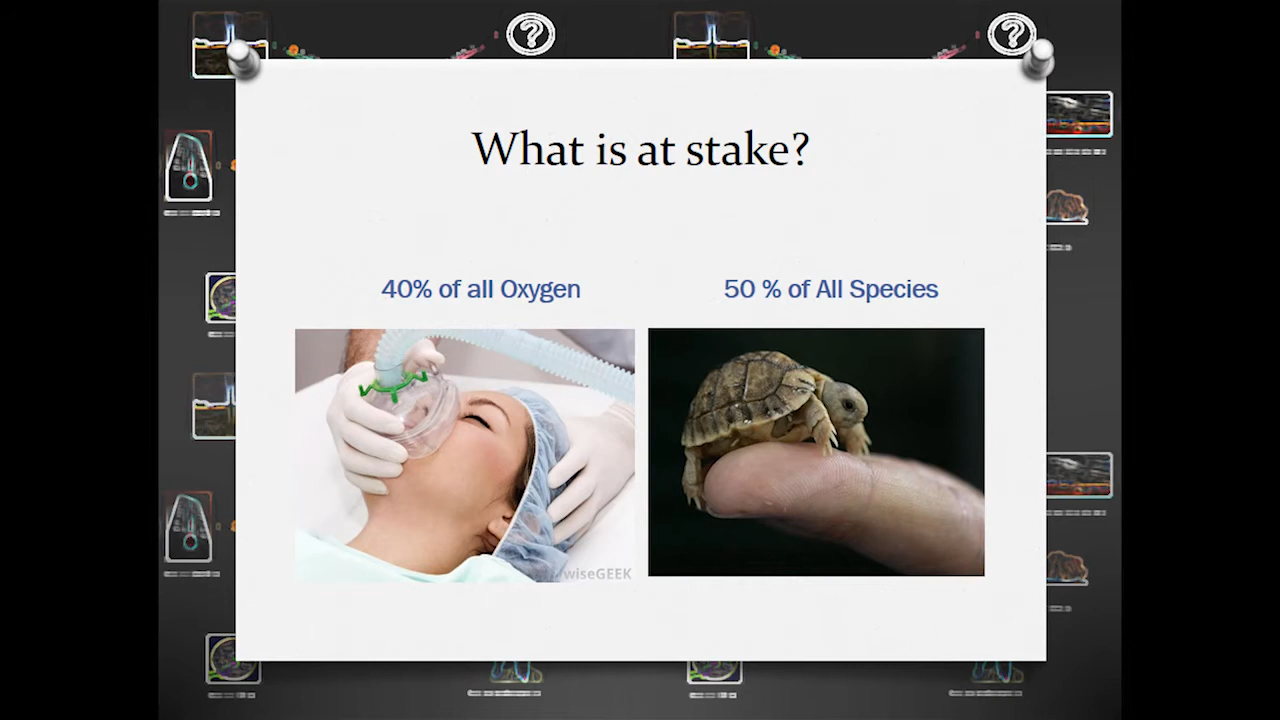 What is at stake?
40% of all Oxygen
50 % of All Species
wiseGEEK